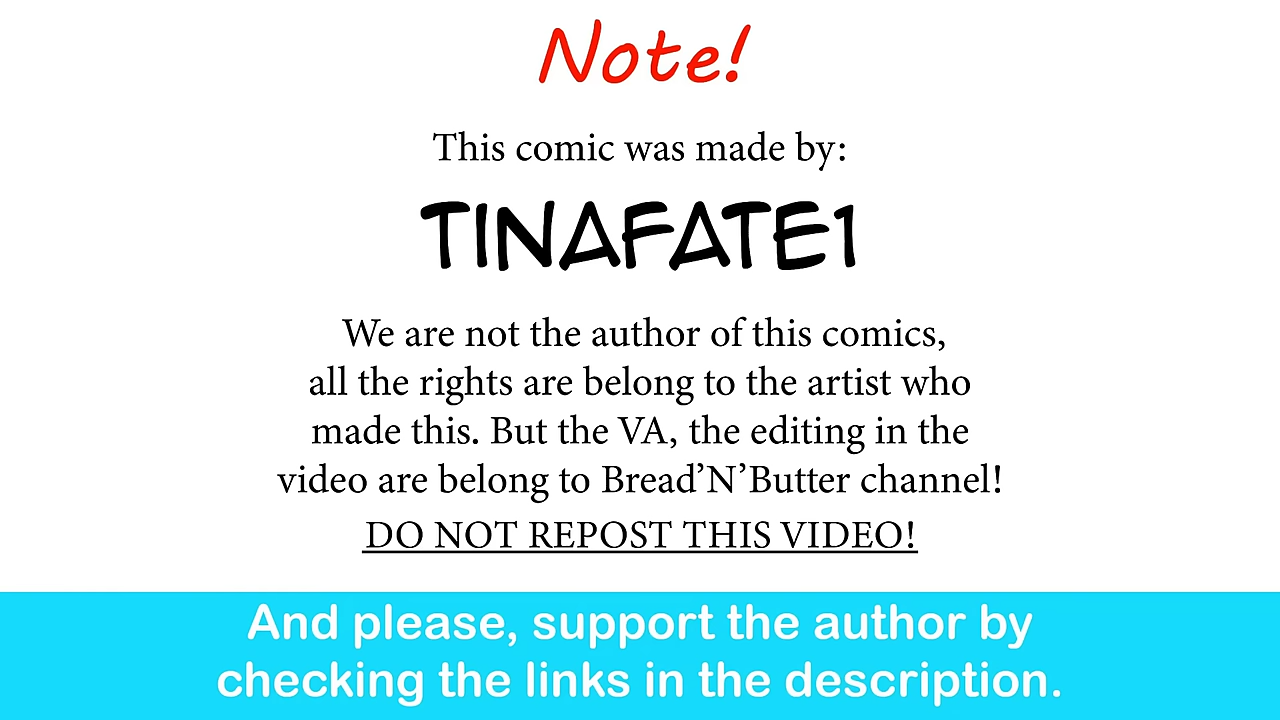 Note!
This comic was made by:
TINAFATE1
We are not the author of this comics,
all the rights are belong to the artist who
made this. But the VA, the editing in the
video are belong to Bread’N’Butter channel!
DO NOT REPOST THIS VIDEO!
And please, support the author by
checking the links in the description.